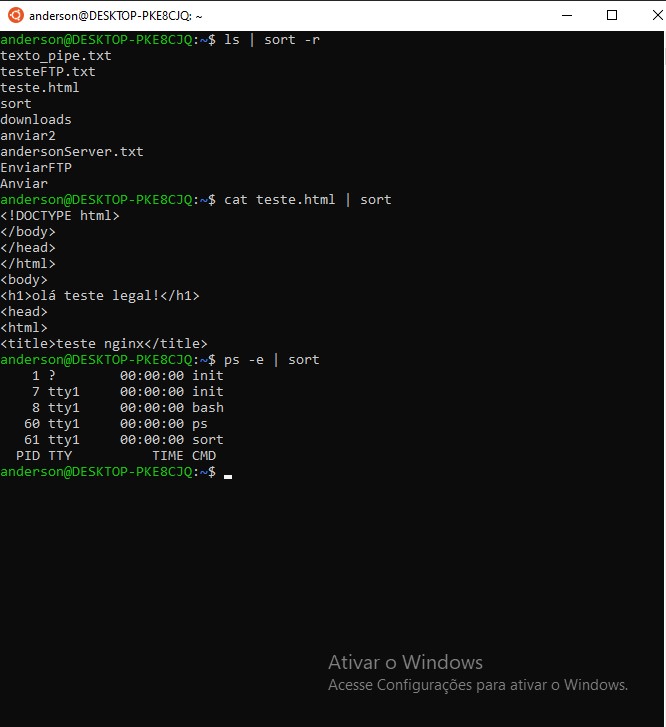 anderson@DESKTOP-PKE8CJQ: ~
anderson@DESKTOP-PKE8CJQ:~$ ls | sort -r
texto_pipe.txt
testeFTP.txt
teste.html
sort
downloads
anviar2
andersonServer.txt
EnviarFTP
Anviar
anderson@DESKTOP-PKE8CJQ:~$ cat teste.html | sort
<!DOCTYPE html>
</body>
</head>
</html>
<body>
<h1>olá teste legal!</h1>
<head>
<html>
<title>teste nginx</title>
anderson@DESKTOP-PKE8CJQ:~$ ps -e | sort
    1 ?        00:00:00 init
    7 tty1     00:00:00 init
    8 tty1     00:00:00 bash
   60 tty1     00:00:00 ps
   61 tty1     00:00:00 sort
  PID TTY          TIME CMD
anderson@DESKTOP-PKE8CJQ:~$
Ativar o Windows
Acesse Configurações para ativar o Windows.